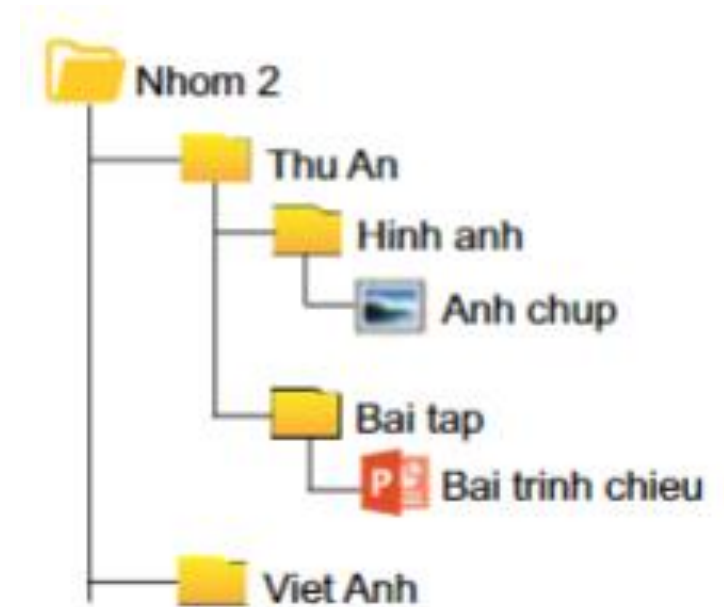 Nhom 2
Thu An
Hinh anh
Anh chup
Bai tap
P
Bai trinh chieu
Viet Anh